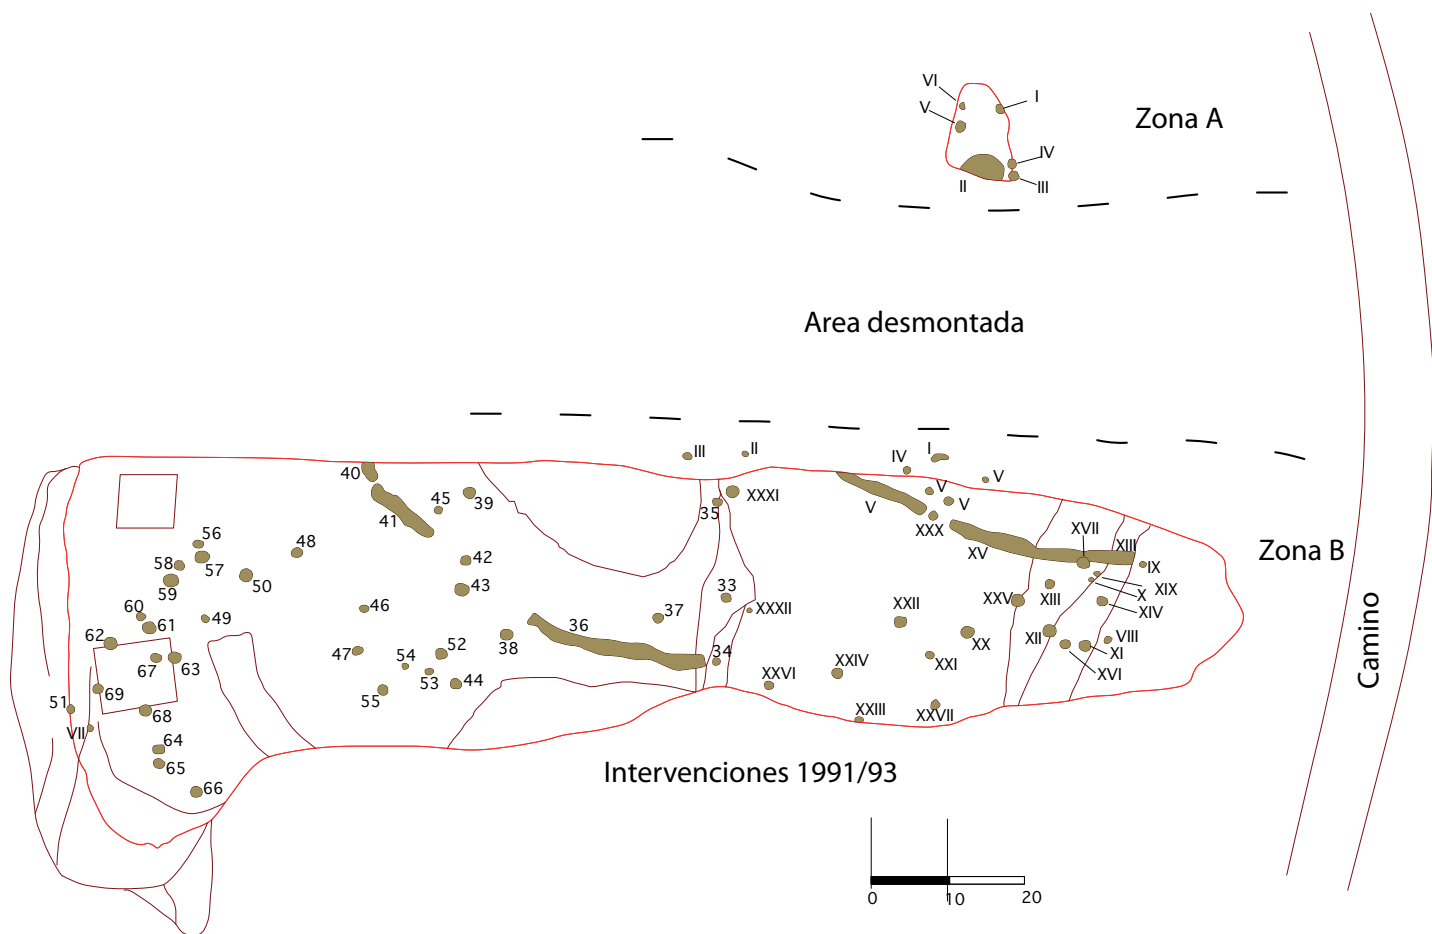 VI
I
V
Zona A
IV
II
III
Area desmontada
III
II
I
IV
V
40
45
39
XXXI
V
V
V
41
35
XXX
56
48
XVII
XV
XIII
Zona B
58
57
42
IX
59
50
43
XIX
33
X
XXV
XIII
46
XXII
XIV
60
49
37
XXXII
61
36
62
38
XII
VIII
52
XX
XI
47
54
34
XXI
67
63
53
XXIV
XVI
44
XXVI
69
55
51
68
XXIII
XXVII
VII
64
65
66
Camino
Intervenciones 1991/93
0
10
20